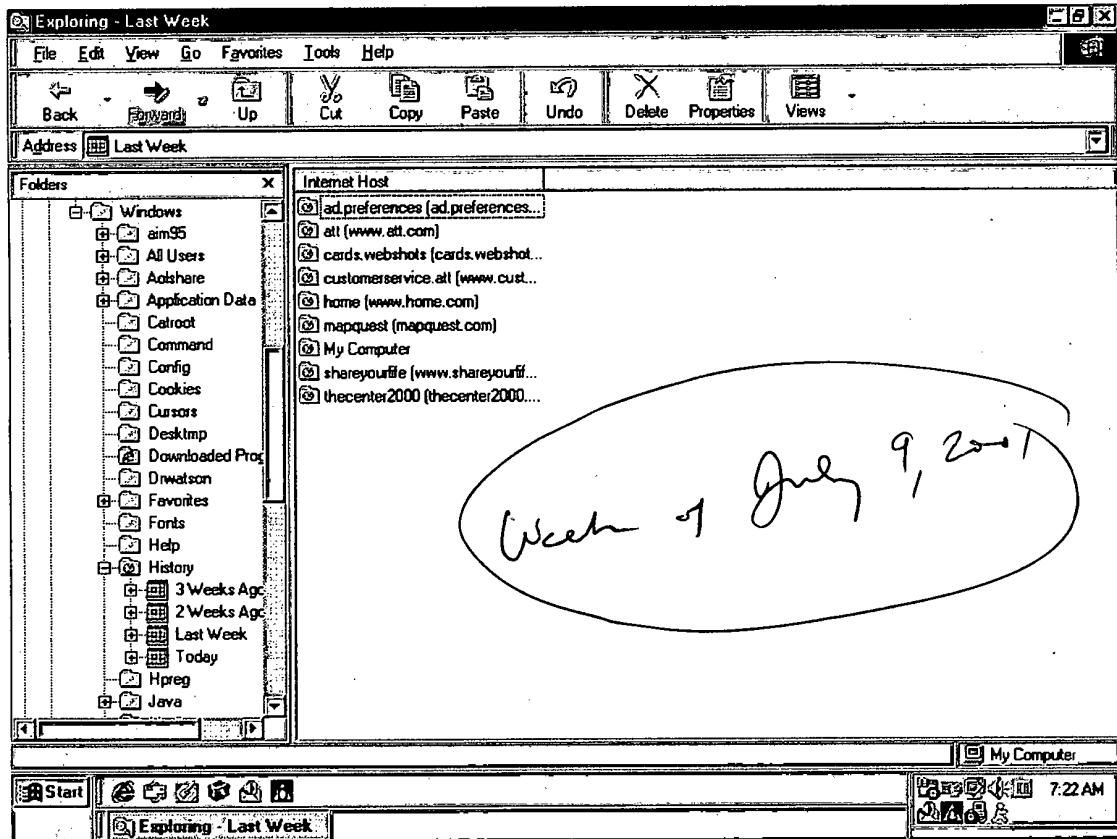 Exploring - Last Week
File Edit View Go Favorites Tools Help
Back Forward Up Cut Copy Paste Undo Delete Properties Views
Address Last Week
Folders x
Internet Host
Windows
aim95
All Users
Aolshare
Application Data
Catroot
Command
Config
Cookies
Cursors
Desktmp
Downloaded Prog
Drwatson
Favorites
Fonts
Help
History
3 Weeks Ago
2 Weeks Ago
Last Week
Today
Hpreg
Java
ad.preferences (ad.preferences...
att (www.att.com)
cards.webshots (cards.webshot...
customerservice.att (www.cust...
home (www.home.com)
mapquest (mapquest.com)
My Computer
shareyourfile (www.shareyourfil...
thecenter2000 (thecenter2000....
Week of July 9, 2001
My Computer
Start
7:22 AM
Exploring - Last Week